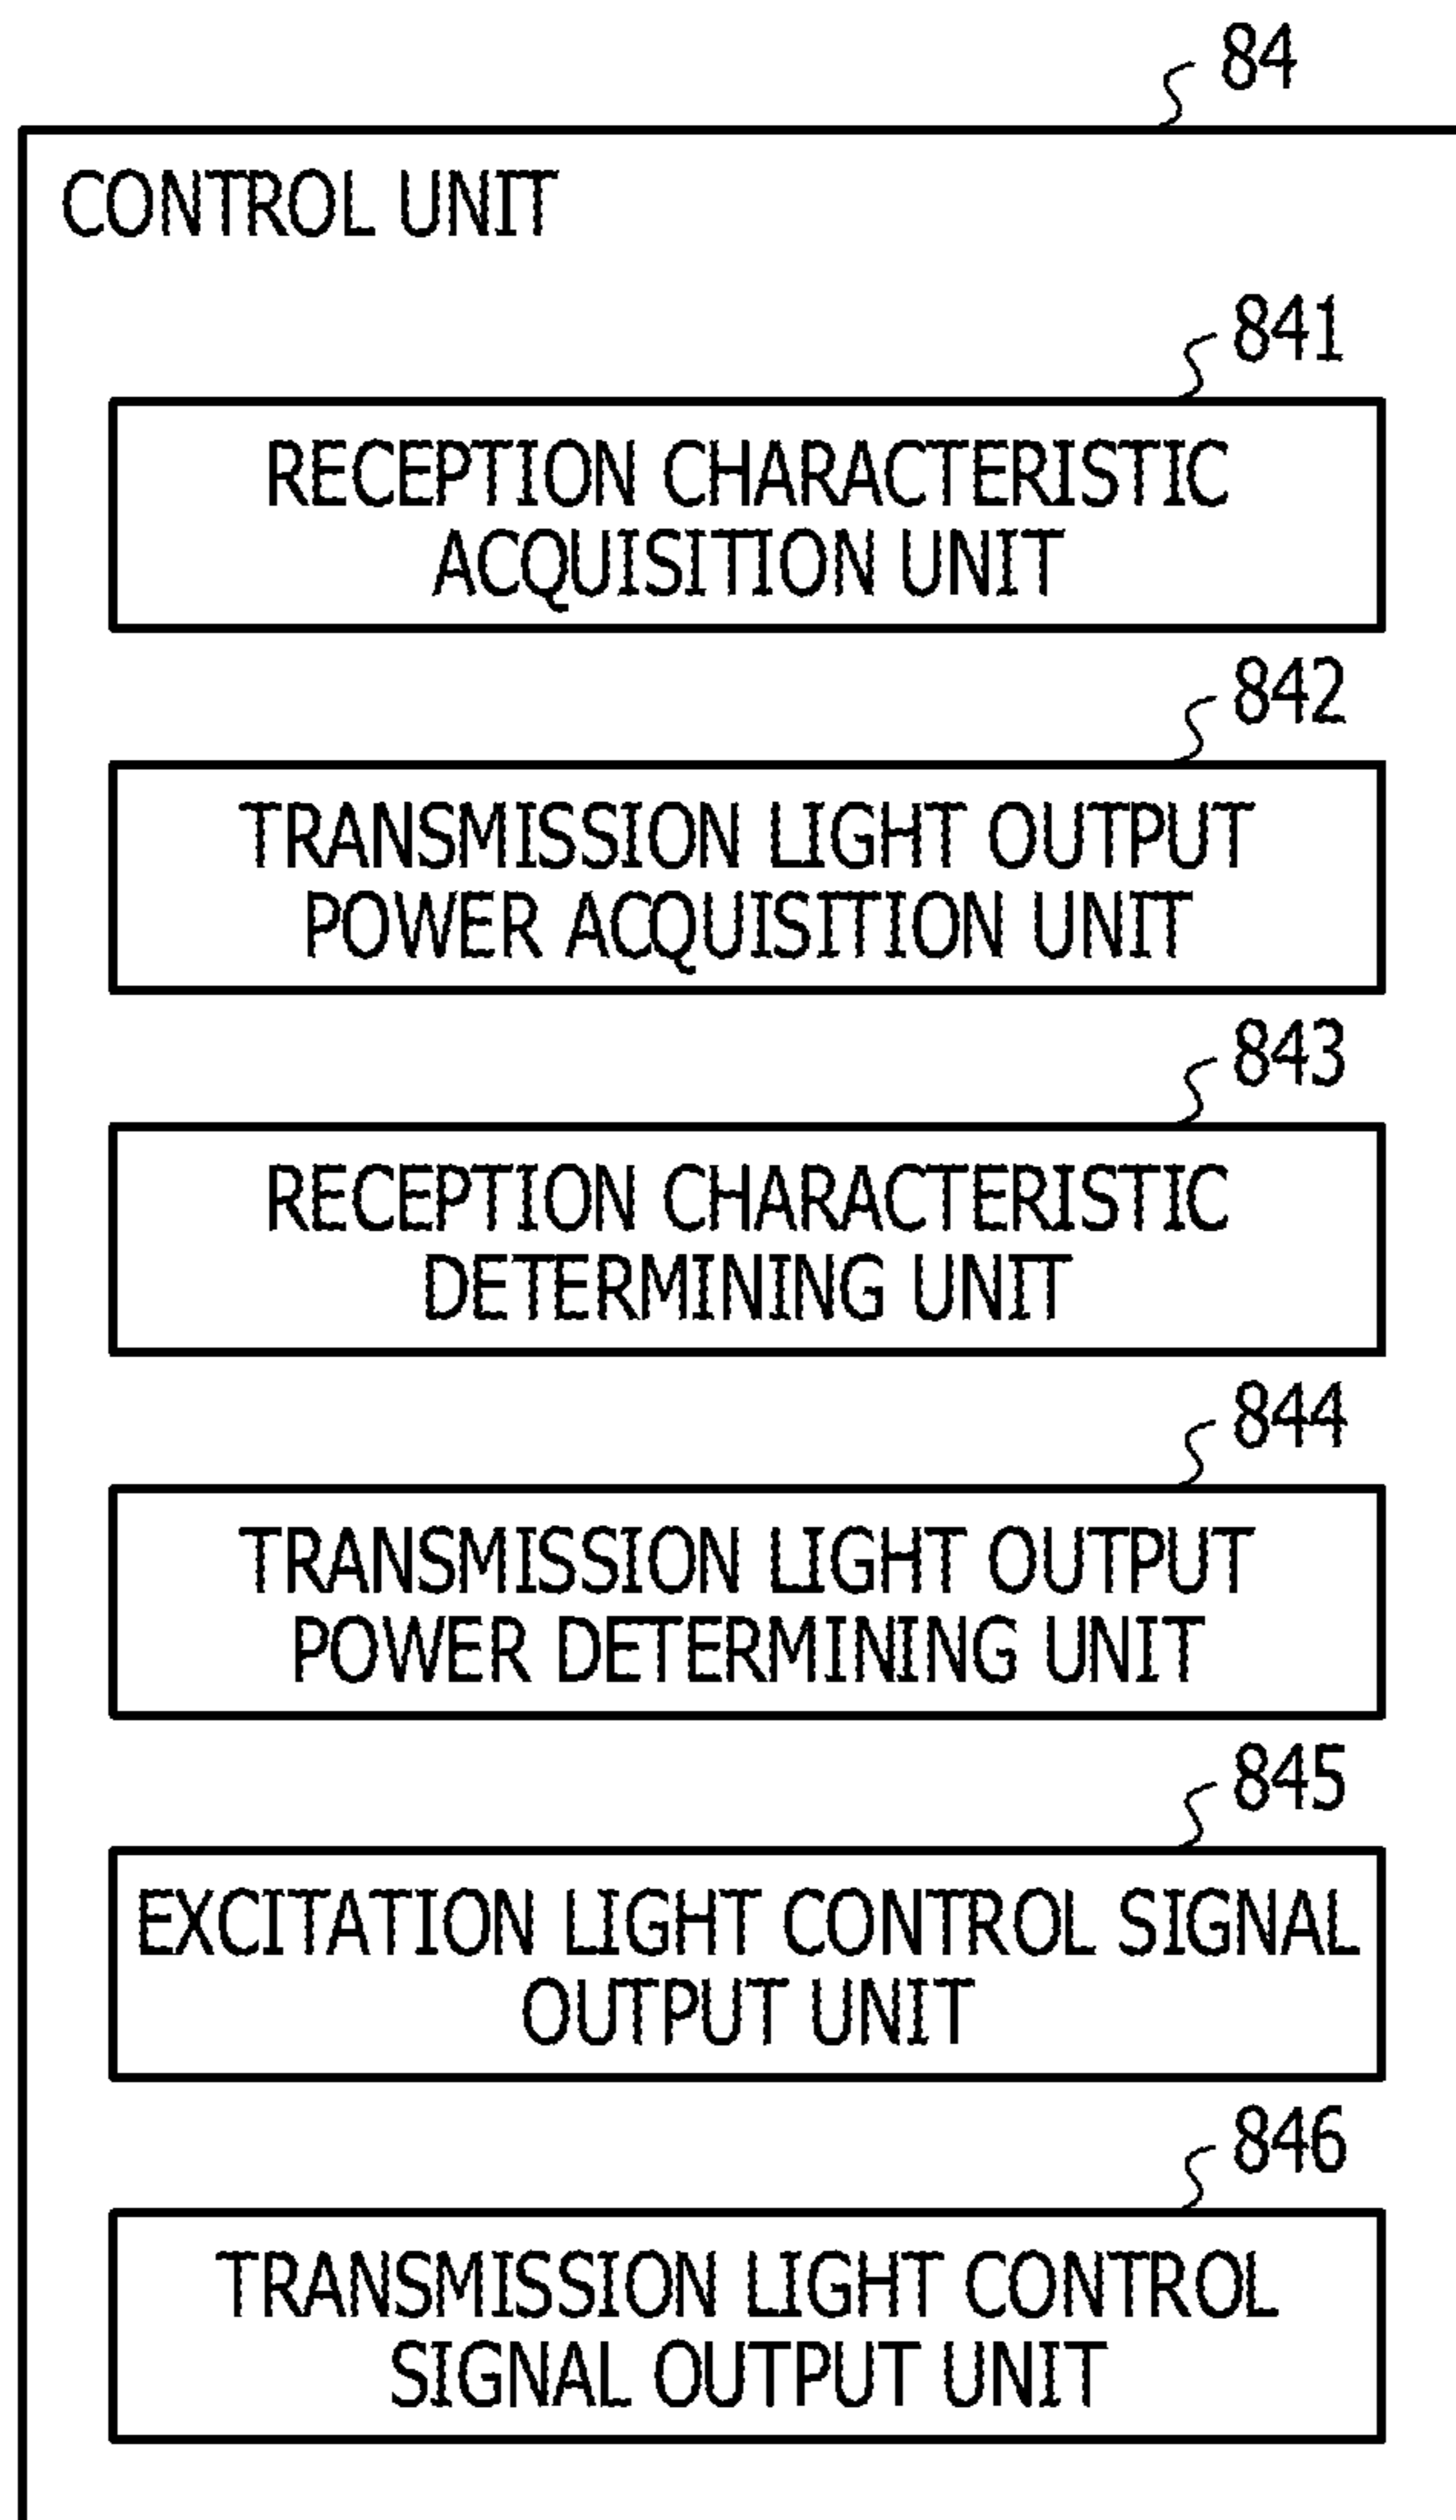 84
CONTROL UNIT
841
RECEPTION CHARACTERISTIC
ACQUISITION UNIT
842
TRANSMISSION LIGHT OUTPUT
POWER ACQUISITION UNIT
843
RECEPTION CHARACTERISTIC
DETERMINING UNIT
844
TRANSMISSION LIGHT OUTPUT
POWER DETERMINING UNIT
845
EXCITATION LIGHT CONTROL SIGNAL
OUTPUT UNIT
846
TRANSMISSION LIGHT CONTROL
SIGNAL OUTPUT UNIT